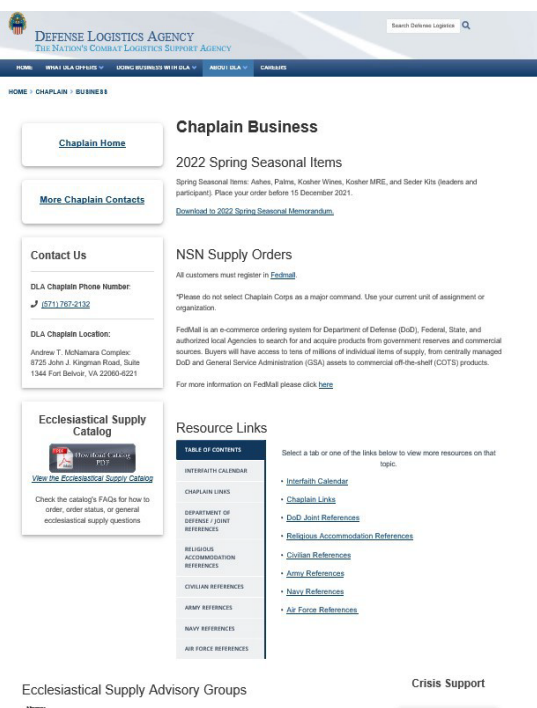 DEFENSE LOGISTICS AGENCY
THE NATION'S COMBAT LOGISTICS SUPPORT AGENCY
Search Defense Logistics
HOME
WHAT DLA OFFERS
DOING BUSINESS WITH DLA
ABOUT DLA
CAREERS
HOME > CHAPLAIN > BUSINESS
Chaplain Home
More Chaplain Contacts
Contact Us
DLA Chaplain Phone Number:
(571) 767-2132
DLA Chaplain Location:
Andrew T. McNamara Complex:
8725 John J. Kingman Road, Suite
1344 Fort Belvoir, VA 22060-6221
Ecclesiastical Supply
Catalog
Download Catalog
PDF
View the Ecclesiastical Supply Catalog
Check the catalog's FAQs for how to
order, order status, or general
ecclesiastical supply questions
Chaplain Business
2022 Spring Seasonal Items
Spring Seasonal Items: Ashes, Palms, Kosher Wines, Kosher MRE, and Seder Kits (leaders and
participant). Place your order before 15 December 2021.
Download to 2022 Spring Seasonal Memorandum.
NSN Supply Orders
All customers must register in Fedmall.
*Please do not select Chaplain Corps as a major command. Use your current unit of assignment or
organization.
FedMall is an e-commerce ordering system for Department of Defense (DoD), Federal, State, and
authorized local Agencies to search for and acquire products from government reserves and commercial
sources. Buyers will have access to tens of millions of individual items of supply, from centrally managed
DoD and General Service Administration (GSA) assets to commercial off-the-shelf (COTS) products.
For more information on FedMall please click here
Resource Links
TABLE OF CONTENTS
INTERFAITH CALENDAR
CHAPLAIN LINKS
DEPARTMENT OF
DEFENSE / JOINT
REFERENCES
RELIGIOUS
ACCOMMODATION
REFERENCES
CIVILIAN REFERENCES
ARMY REFERNCES
NAVY REFERENCES
AIR FORCE REFERENCES
Select a tab or one of the links below to view more resources on that
topic.
• Interfaith Calendar
• Chaplain Links
• DoD Joint References
• Religious Accommodation References
• Civilian References
• Army References
• Navy References
• Air Force References
Ecclesiastical Supply Advisory Groups
Crisis Support